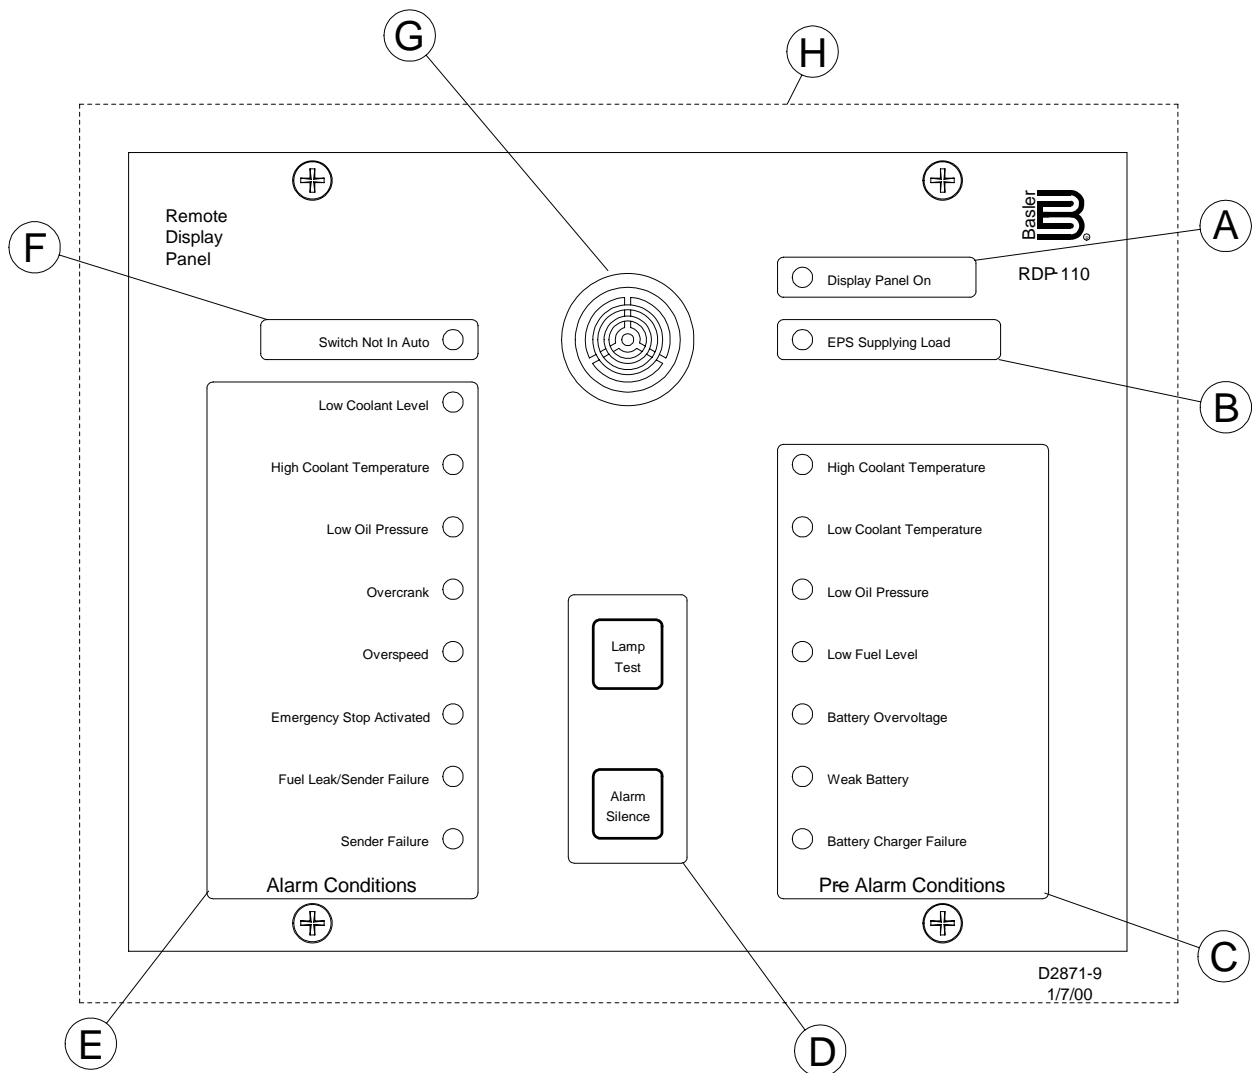 G
H
Remote
Display
Panel
Basler
B
R
RDP-110
A
F
Display Panel On
Switch Not In Auto
EPS Supplying Load
B
Low Coolant Level
High Coolant Temperature
Low Oil Pressure
Overcrank
Overspeed
Emergency Stop Activated
Fuel Leak/Sender Failure
Sender Failure
Alarm Conditions
Lamp
Test
Alarm
Silence
High Coolant Temperature
Low Coolant Temperature
Low Oil Pressure
Low Fuel Level
Battery Overvoltage
Weak Battery
Battery Charger Failure
Pre-Alarm Conditions
C
D2871-9
1/7/00
E
D